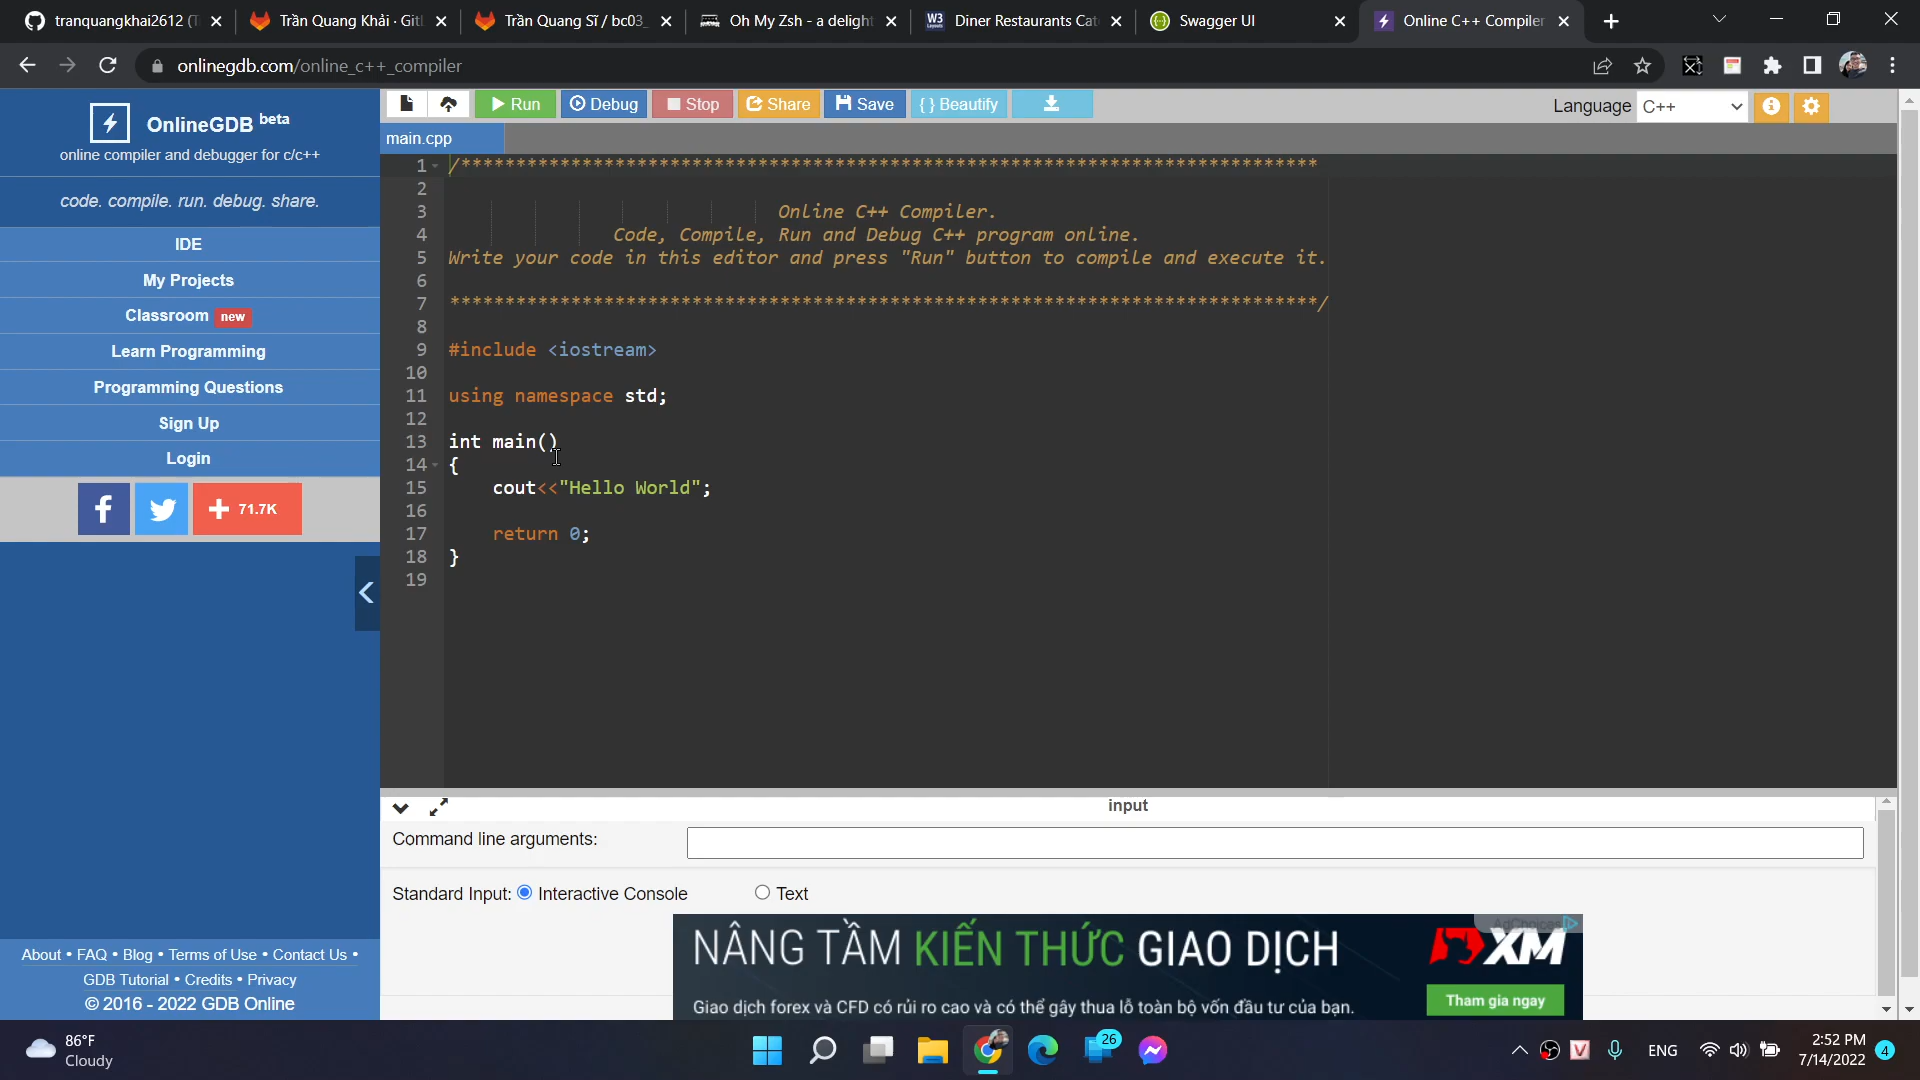 tranquangkhai2612 (T
Trần Quang Khải · Git
Trần Quang Sĩ / bc03_
Oh My Zsh - a delight
W3 Diner Restaurants Cat
Swagger UI
Online C++ Compiler
onlinegdb.com/online_c++_compiler
OnlineGDB beta
online compiler and debugger for c/c++
code. compile. run. debug. share.
IDE
My Projects
Classroom new
Learn Programming
Programming Questions
Sign Up
Login
71.7K
About • FAQ • Blog • Terms of Use • Contact Us •
GDB Tutorial • Credits • Privacy
© 2016 - 2022 GDB Online
Run Debug Stop Share Save { } Beautify
Language C++
main.cpp
1 /******************************************************************************
2
3 Online C++ Compiler.
4 Code, Compile, Run and Debug C++ program online.
5 Write your code in this editor and press "Run" button to compile and execute it.
6
7 *******************************************************************************/
8
9 #include <iostream>
10
11 using namespace std;
12
13 int main()
14 {
15 cout<<"Hello World";
16
17 return 0;
18 }
19
input
Command line arguments:
Standard Input: Interactive Console Text
NÂNG TẦM KIẾN THỨC GIAO DỊCH
Giao dịch forex và CFD có rủi ro cao và có thể gây thua lỗ toàn bộ vốn đầu tư của bạn.
AdChoices
XM
Tham gia ngay
86°F
Cloudy
26
ENG
2:52 PM
7/14/2022
4